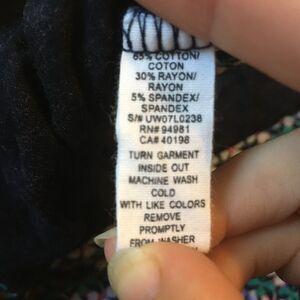 65% COTTON/
COTON
30% RAYON/
RAYON
5% SPANDEX/
SPANDEX
S/# UW07L0238
RN# 94981
CA# 40198
TURN GARMENT
INSIDE OUT
MACHINE WASH
COLD
WITH LIKE COLORS
REMOVE
PROMPTLY
FROM WASHER